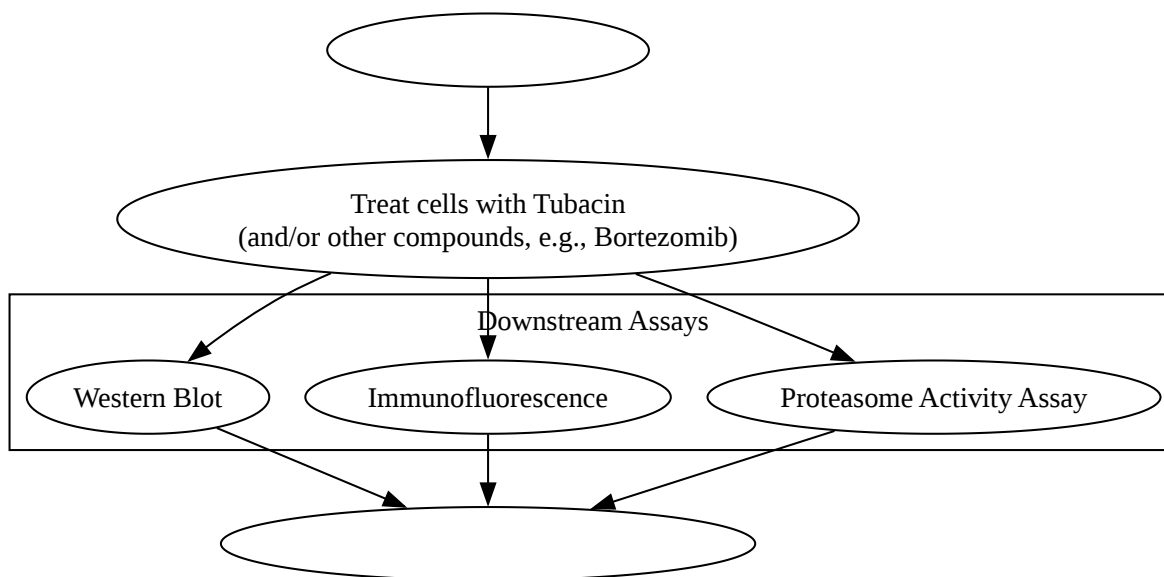 Treat cells with Tubacin
(and/or other compounds, e.g., Bortezomib)
Downstream Assays
Western Blot
Immunofluorescence
Proteasome Activity Assay